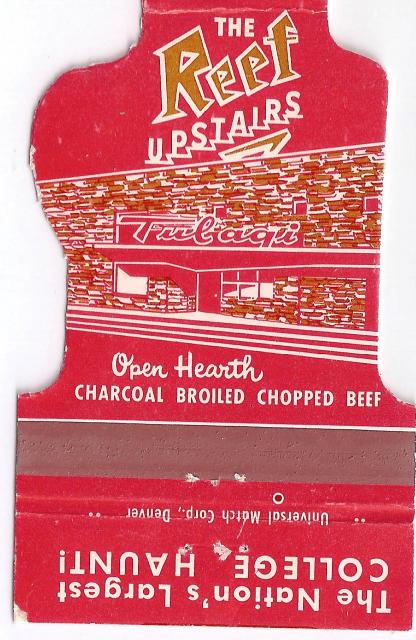 THE
Reef
UPSTAIRS
Tulagi
Open Hearth
CHARCOAL BROILED CHOPPED BEEF
Universal Match Corp., Denver
The Nation's Largest
COLLEGE HAUNT!